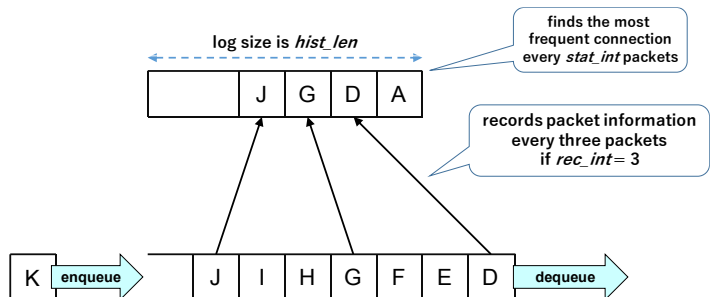 log size is hist_len
finds the most
frequent connection
every stat_int packets
J G D A
records packet information
every three packets
if rec_int = 3
K enqueue J I H G F E D dequeue